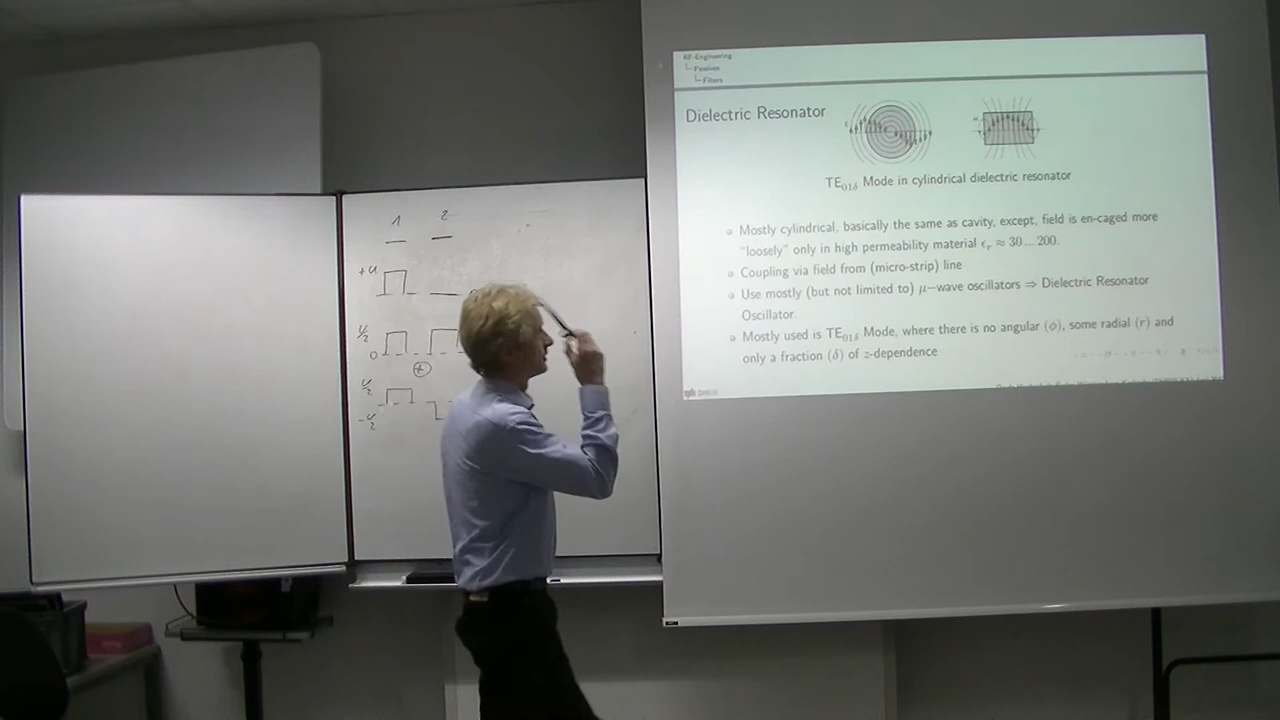 1 2
+U
U/2
0
U/2
-U/2
RF-Engineering
Passives
Filters
Dielectric Resonator
TE01δ Mode in cylindrical dielectric resonator
Mostly cylindrical, basically the same as cavity, except, field is en-caged more
"loosely" only in high permeability material ϵr ≈ 30 … 200.
Coupling via field from (micro-strip) line
Use mostly (but not limited to) μ−wave oscillators ⇒ Dielectric Resonator
Oscillator.
Mostly used is TE01δ Mode, where there is no angular (ϕ), some radial (r) and
only a fraction (δ) of z-dependence